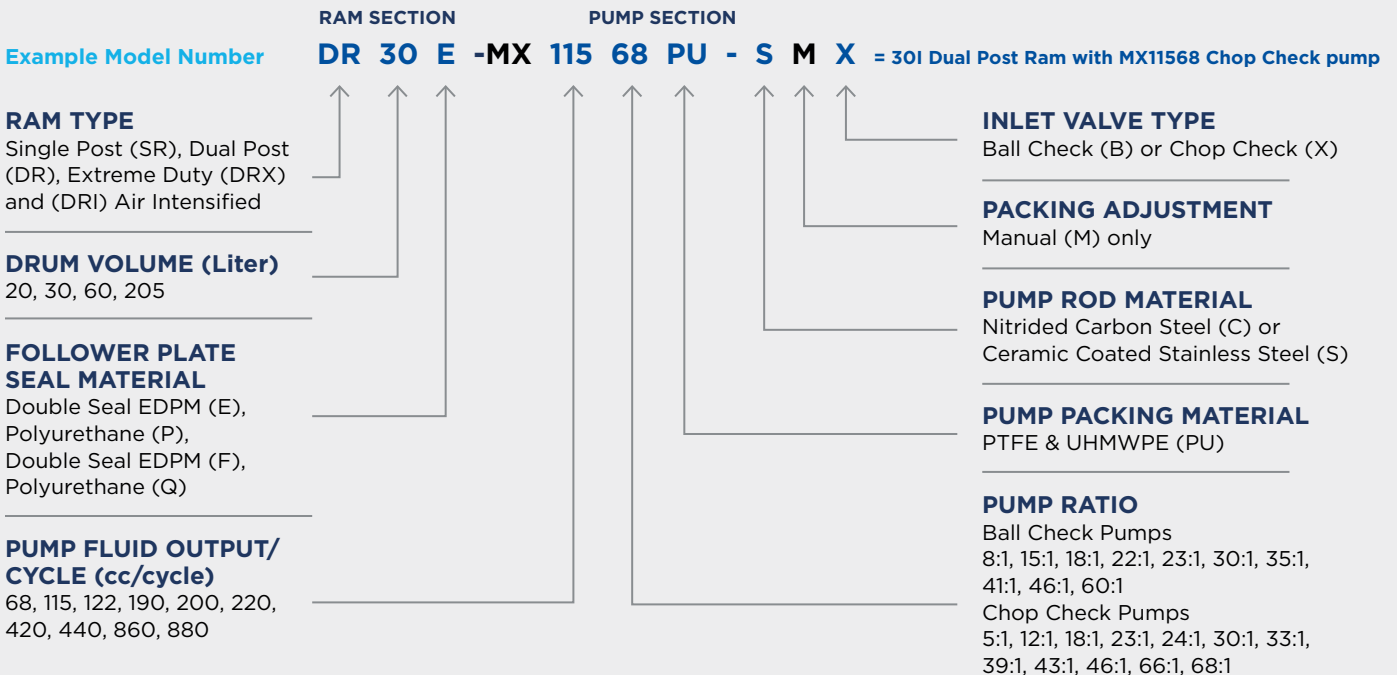 RAM SECTION
PUMP SECTION
Example Model Number DR 30 E -MX 115 68 PU - S M X = 30l Dual Post Ram with MX11568 Chop Check pump
RAM TYPE
Single Post (SR), Dual Post
(DR), Extreme Duty (DRX)
and (DRI) Air Intensified
DRUM VOLUME (Liter)
20, 30, 60, 205
FOLLOWER PLATE
SEAL MATERIAL
Double Seal EDPM (E),
Polyurethane (P),
Double Seal EDPM (F),
Polyurethane (Q)
PUMP FLUID OUTPUT/
CYCLE (cc/cycle)
68, 115, 122, 190, 200, 220,
420, 440, 860, 880
INLET VALVE TYPE
Ball Check (B) or Chop Check (X)
PACKING ADJUSTMENT
Manual (M) only
PUMP ROD MATERIAL
Nitrided Carbon Steel (C) or
Ceramic Coated Stainless Steel (S)
PUMP PACKING MATERIAL
PTFE & UHMWPE (PU)
PUMP RATIO
Ball Check Pumps
8:1, 15:1, 18:1, 22:1, 23:1, 30:1, 35:1,
41:1, 46:1, 60:1
Chop Check Pumps
5:1, 12:1, 18:1, 23:1, 24:1, 30:1, 33:1,
39:1, 43:1, 46:1, 66:1, 68:1